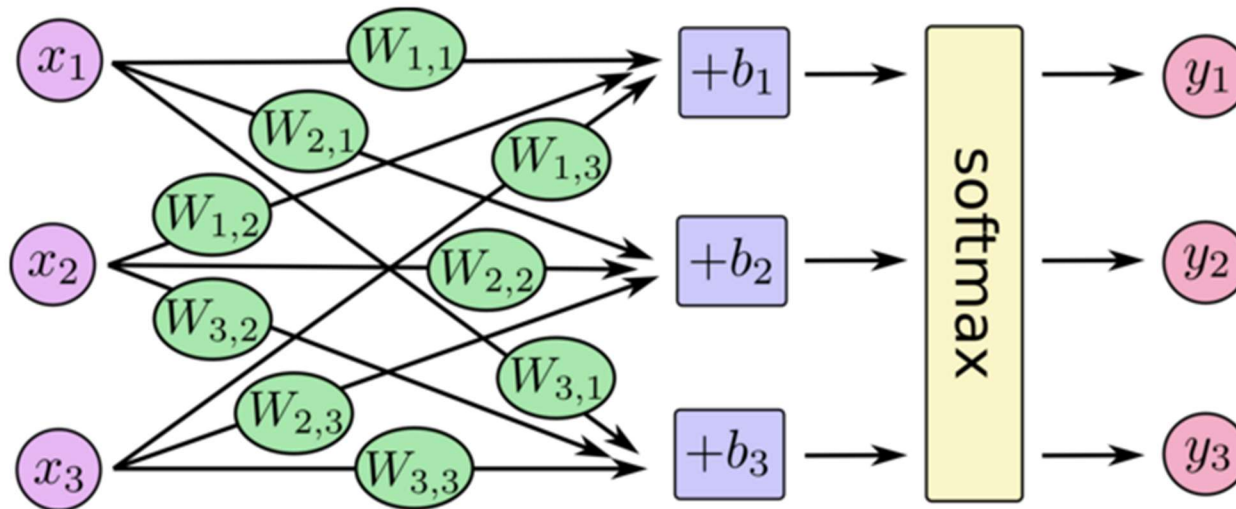 x₁ W₁,₁ +b₁ y₁
W₂,₁ W₁,₃
W₁,₂ softmax
x₂ W₂,₂ +b₂ y₂
W₃,₂ W₃,₁
W₂,₃
x₃ W₃,₃ +b₃ y₃